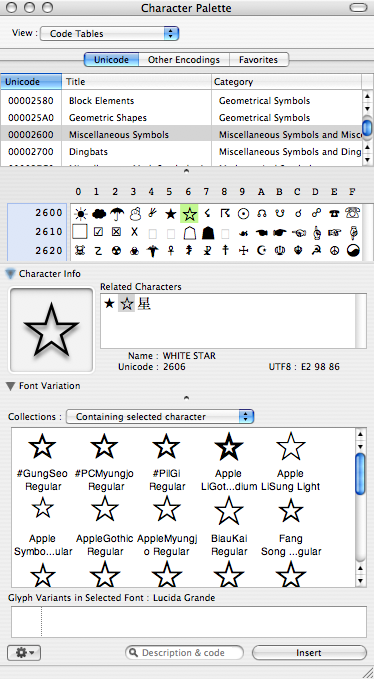 Character Palette
View : Code Tables
Unicode Other Encodings Favorites
Unicode Title Category
00002580 Block Elements Geometrical Symbols
000025A0 Geometric Shapes Geometrical Symbols
00002600 Miscellaneous Symbols Miscellaneous Symbols and Misce
00002700 Dingbats Miscellaneous Symbols and Ding
0 1 2 3 4 5 6 7 8 9 A B C D E F
2600 ☀ ☁ ☂ ☃ ☄ ★ ☆ ☇ ☈ ☉ ☊ ☋ ☌ ☍ ☎ ☏
2610 ☐ ☑ ☒ ☓ ☖ ☗ ☚ ☛ ☜ ☝ ☞ ☟
2620 ☠ ☡ ☢ ☣ ☤ ☥ ☦ ☧ ☨ ☩ ☪ ☫ ☬ ☭ ☮ ☯
Character Info
Related Characters
☆
★ ☆ 星
Name : WHITE STAR
Unicode : 2606 UTF8 : E2 98 86
Font Variation
Collections : Containing selected character
☆ ☆ ☆ ☆ ☆
#GungSeo Regular #PCMyungjo Regular #PilGi Regular Apple LiGot...dium Apple LiSung Light
☆ ☆ ☆ ☆ ☆
Apple Symbo...ular AppleGothic Regular AppleMyungjo Regular BiauKai Regular Fang Song ...gular
☆ ☆ ☆ ☆ ☆
Glyph Variants in Selected Font : Lucida Grande
Description & code Insert